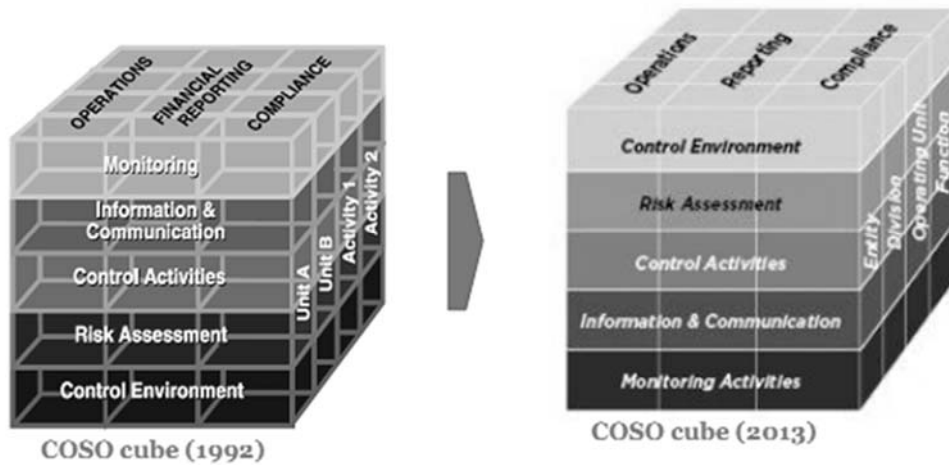 OPERATIONS
FINANCIAL
REPORTING
COMPLIANCE
Monitoring
Information &
Communication
Control Activities
Risk Assessment
Control Environment
Unit A
Unit B
Activity 1
Activity 2
COSO cube (1992)
Operations
Reporting
Compliance
Control Environment
Risk Assessment
Control Activities
Information & Communication
Monitoring Activities
Entity
Division
Operating Unit
Function
COSO cube (2013)